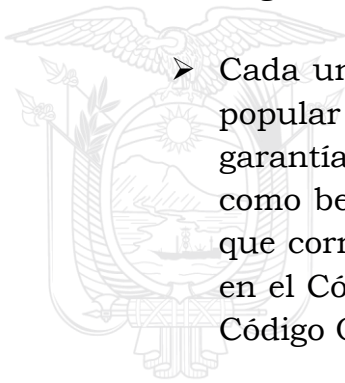 ➢ Cada un
popular
garantía
como be
que corr
en el Có
Código